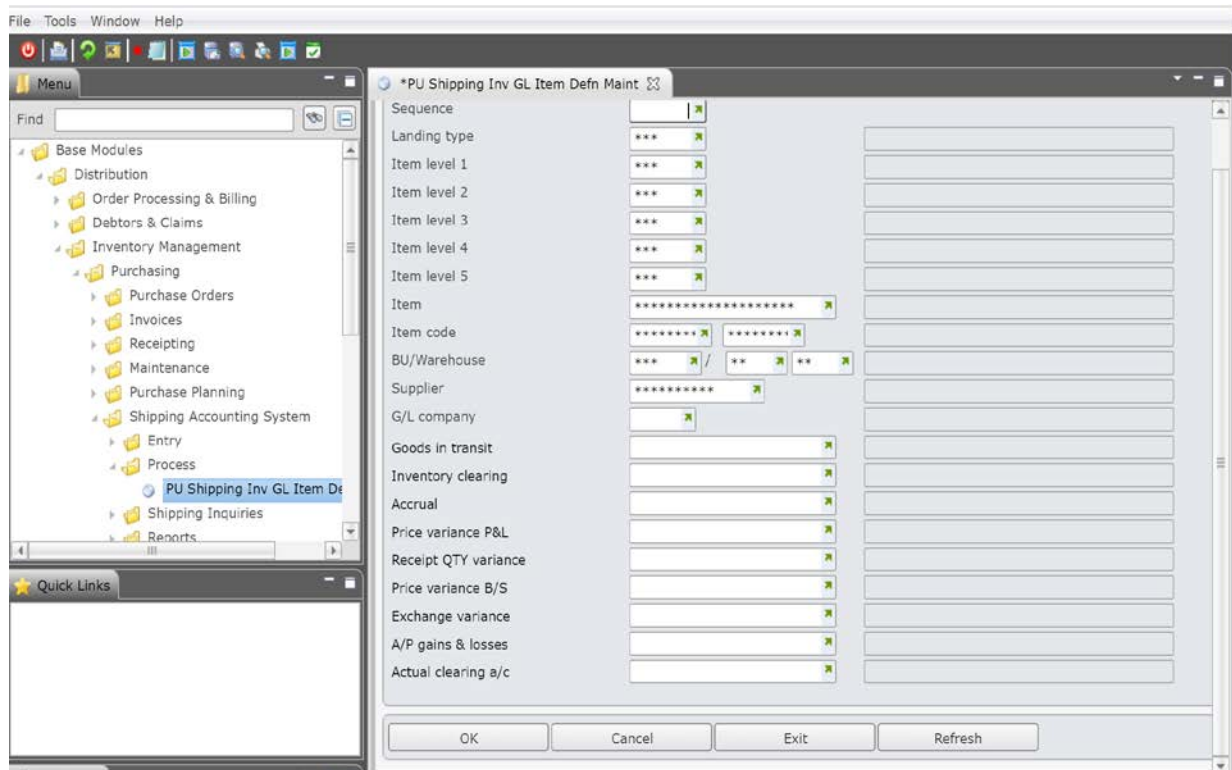 File Tools Window Help
Menu
Find
Base Modules
Distribution
Order Processing & Billing
Debtors & Claims
Inventory Management
Purchasing
Purchase Orders
Invoices
Receipting
Maintenance
Purchase Planning
Shipping Accounting System
Entry
Process
PU Shipping Inv GL Item De
Shipping Inquiries
Reports
Quick Links
*PU Shipping Inv GL Item Defn Maint
Sequence
Landing type ***
Item level 1 ***
Item level 2 ***
Item level 3 ***
Item level 4 ***
Item level 5 ***
Item ********************
Item code ******** ********
BU/Warehouse *** / ** **
Supplier **********
G/L company
Goods in transit
Inventory clearing
Accrual
Price variance P&L
Receipt QTY variance
Price variance B/S
Exchange variance
A/P gains & losses
Actual clearing a/c
OK Cancel Exit Refresh